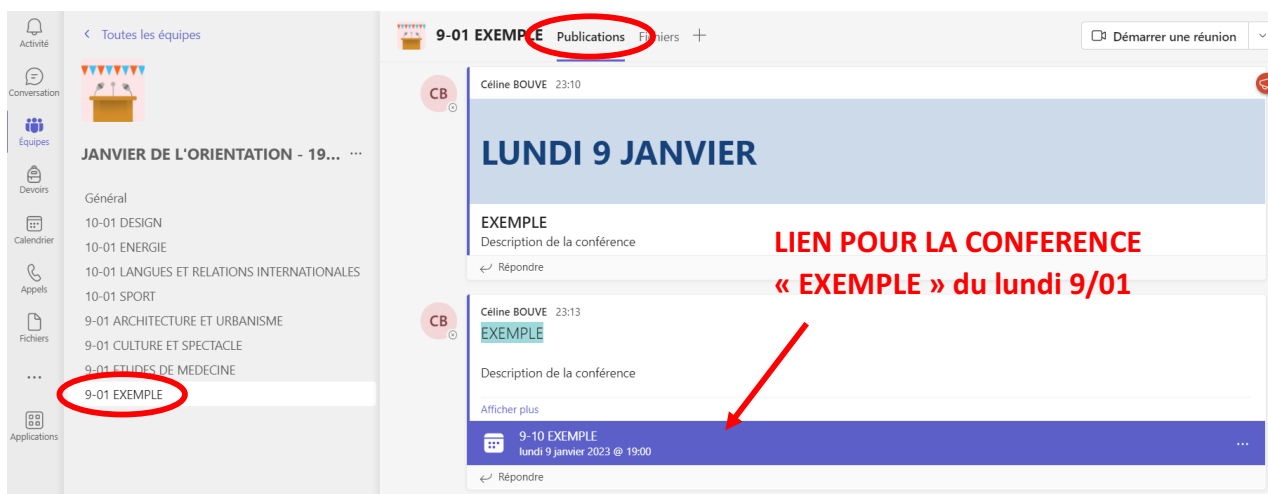 Activité
Conversation
Équipes
Devoirs
Calendrier
Appels
Fichiers
...
Applications
< Toutes les équipes
JANVIER DE L'ORIENTATION - 19... ...
Général
10-01 DESIGN
10-01 ENERGIE
10-01 LANGUES ET RELATIONS INTERNATIONALES
10-01 SPORT
9-01 ARCHITECTURE ET URBANISME
9-01 CULTURE ET SPECTACLE
9-01 ETUDES DE MEDECINE
9-01 EXEMPLE
9-01 EXEMPLE Publications Fichiers +
Démarrer une réunion
CB
Céline BOUVE 23:10
LUNDI 9 JANVIER
EXEMPLE
Description de la conférence
Répondre
LIEN POUR LA CONFERENCE
« EXEMPLE » du lundi 9/01
CB
Céline BOUVE 23:13
EXEMPLE
Description de la conférence
Afficher plus
9-10 EXEMPLE
lundi 9 janvier 2023 @ 19:00
...
Répondre